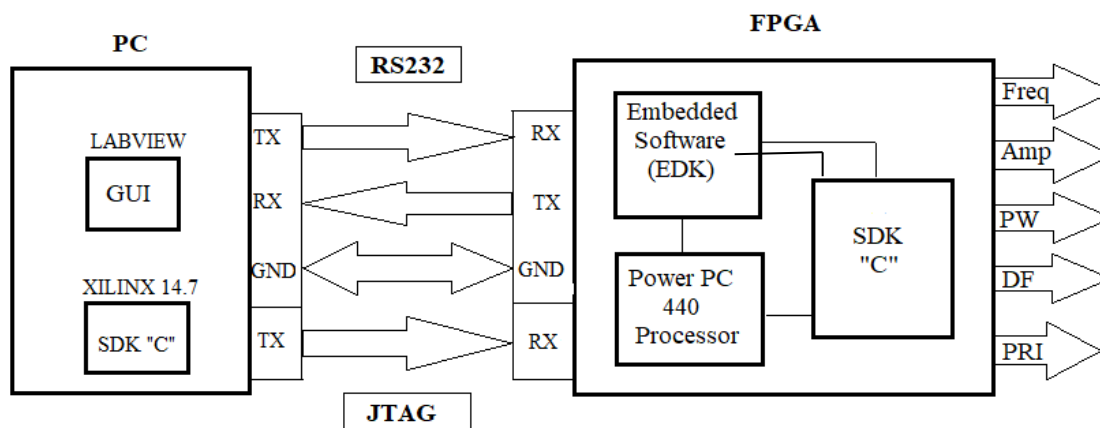 PC
RS232
FPGA
LABVIEW
GUI
XILINX 14.7
SDK "C"
TX
RX
GND
TX
RX
TX
GND
RX
JTAG
Embedded
Software
(EDK)
Power PC
440
Processor
SDK
"C"
Freq
Amp
PW
DF
PRI